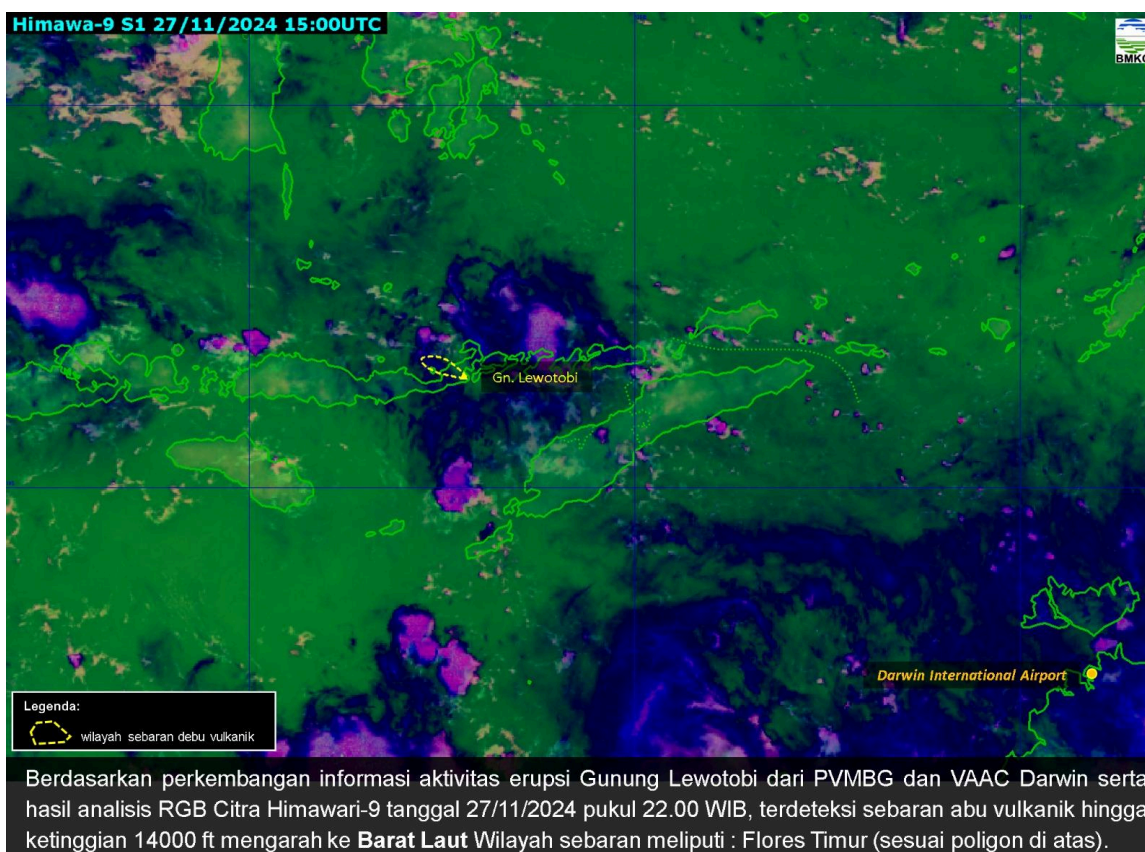 Himawa-9 S1 27/11/2024 15:00UTC
BMKG
Gn. Lewotobi
Darwin International Airport
Legenda:
wilayah sebaran debu vulkanik
Berdasarkan perkembangan informasi aktivitas erupsi Gunung Lewotobi dari PVMBG dan VAAC Darwin serta
hasil analisis RGB Citra Himawari-9 tanggal 27/11/2024 pukul 22.00 WIB, terdeteksi sebaran abu vulkanik hingga
ketinggian 14000 ft mengarah ke Barat Laut Wilayah sebaran meliputi : Flores Timur (sesuai poligon di atas).